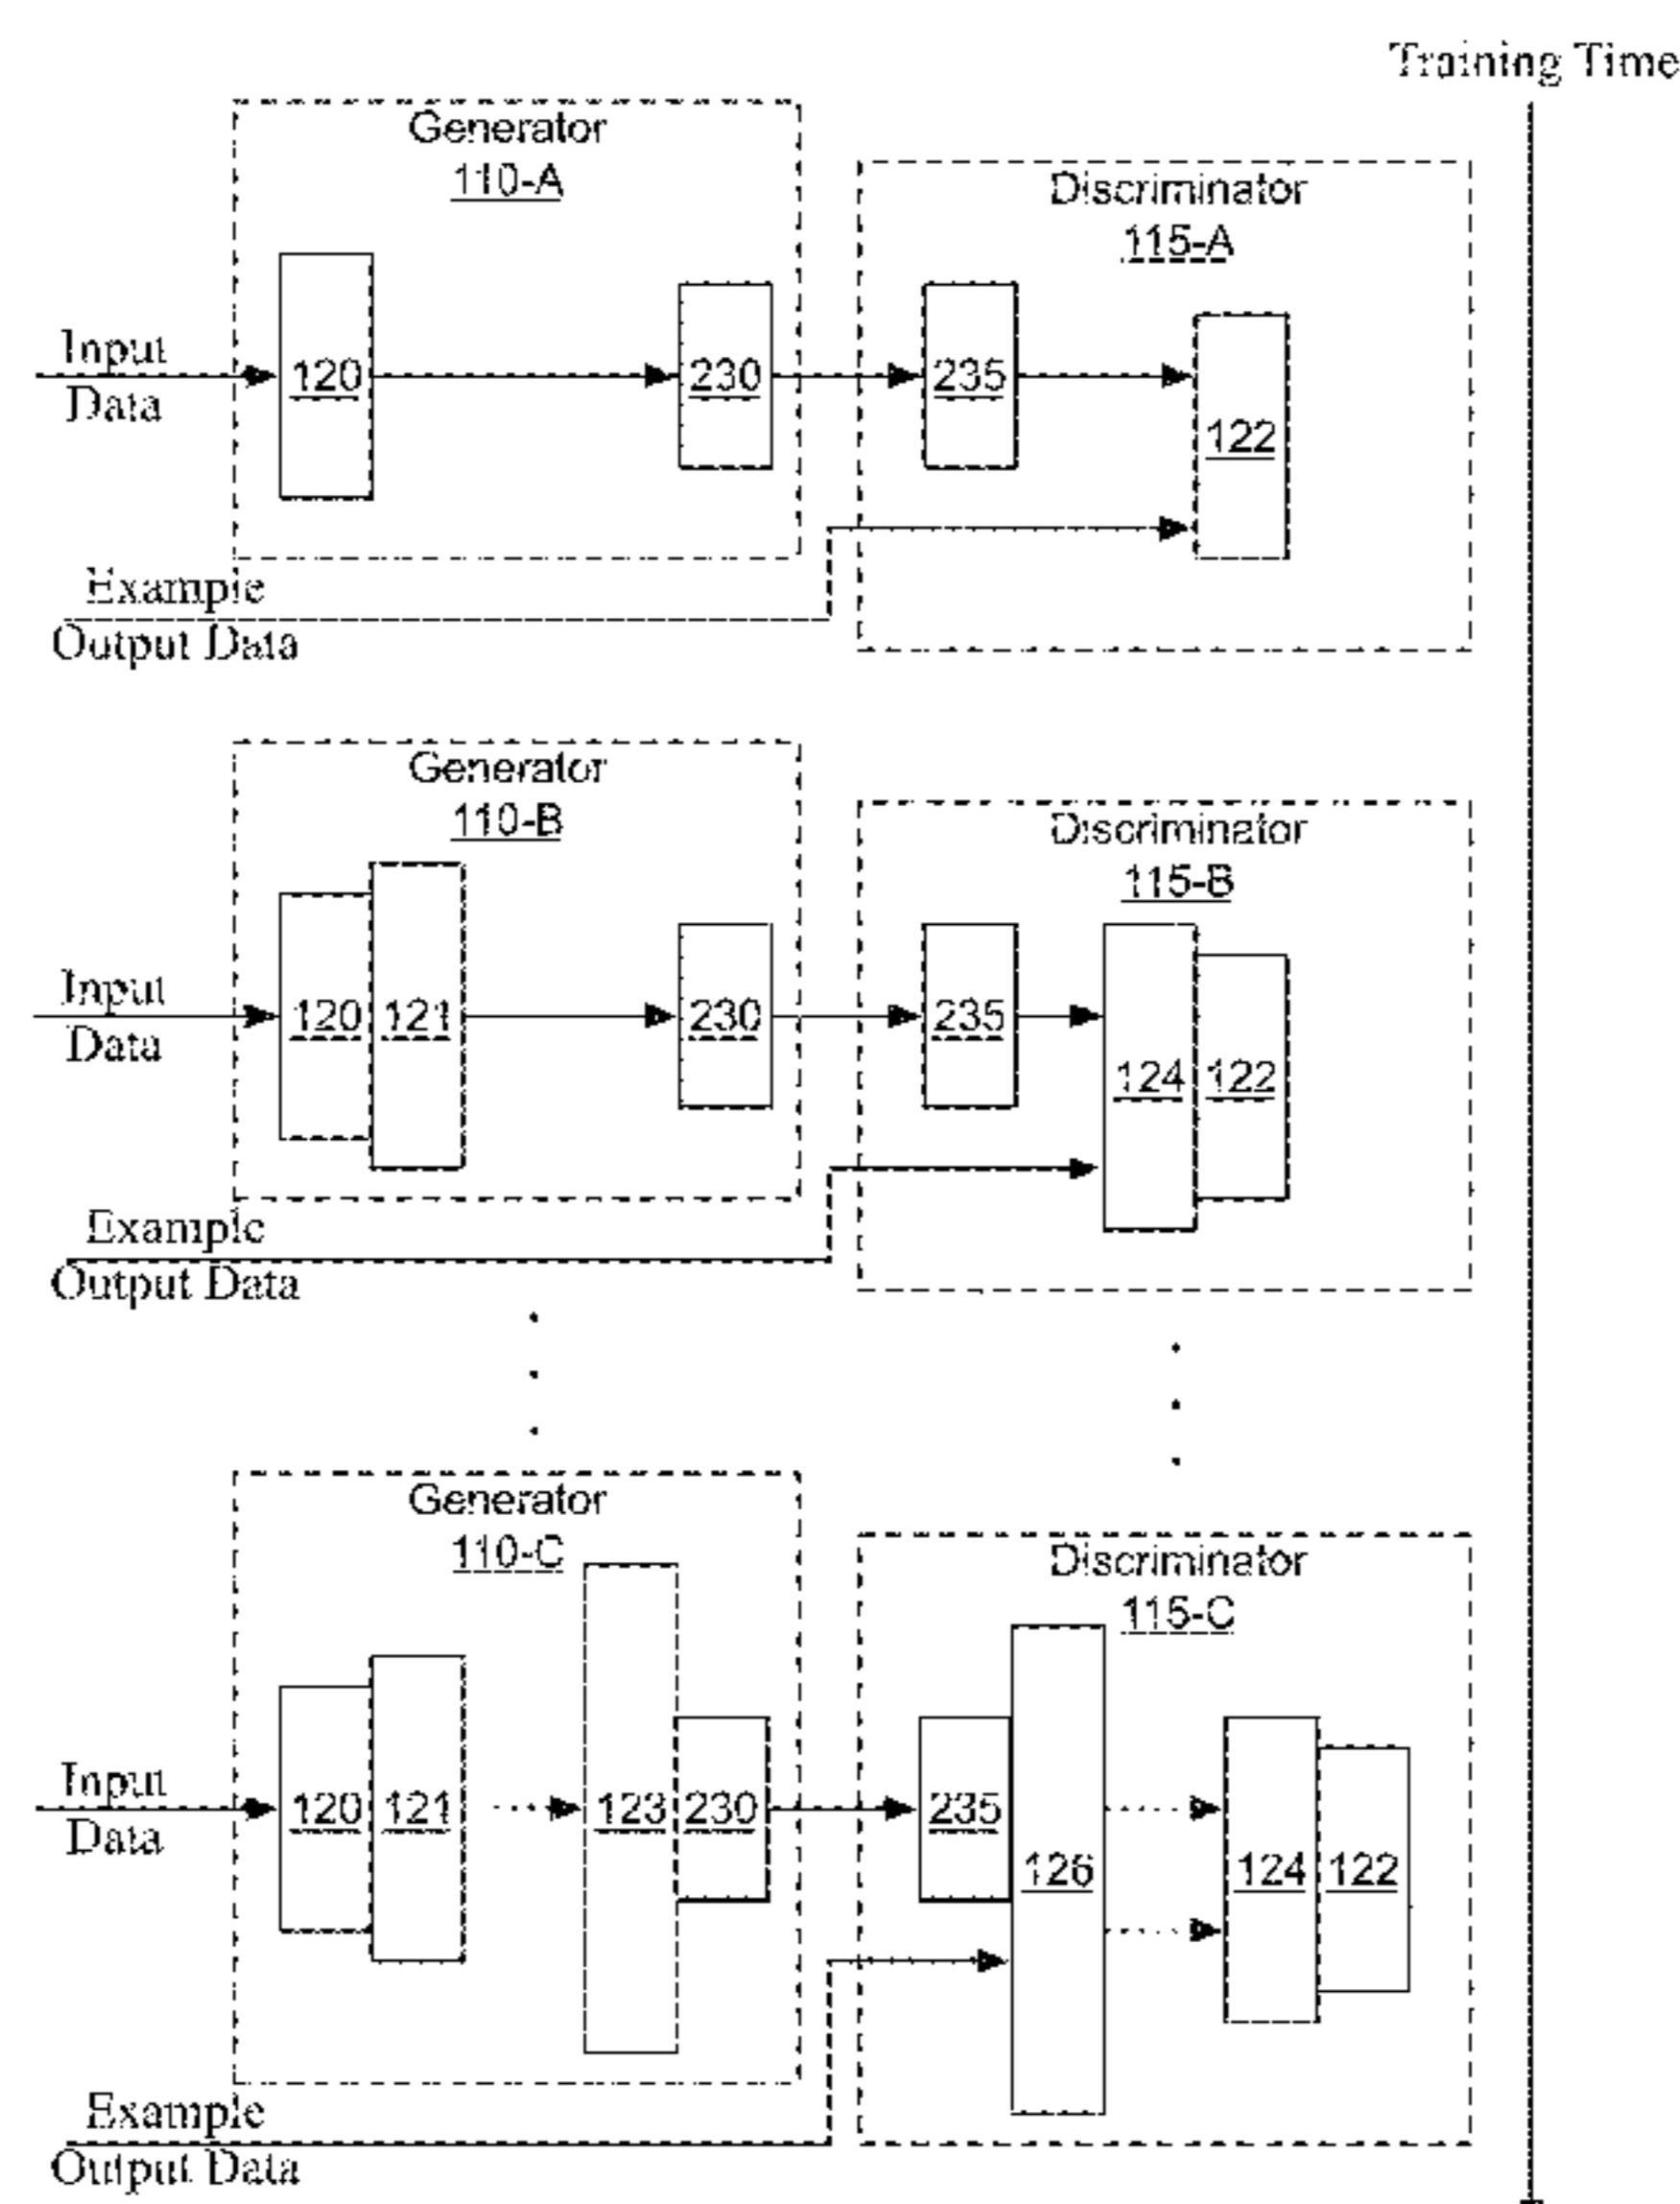 Training Time
Generator
110-A
Discriminator
115-A
Input
Data
120
230
235
122
Example
Output Data
Generator
110-B
Discriminator
115-B
Input
Data
120
121
230
235
124
122
Example
Output Data
Generator
110-C
Discriminator
115-C
Input
Data
120
121
123
230
235
126
124
122
Example
Output Data